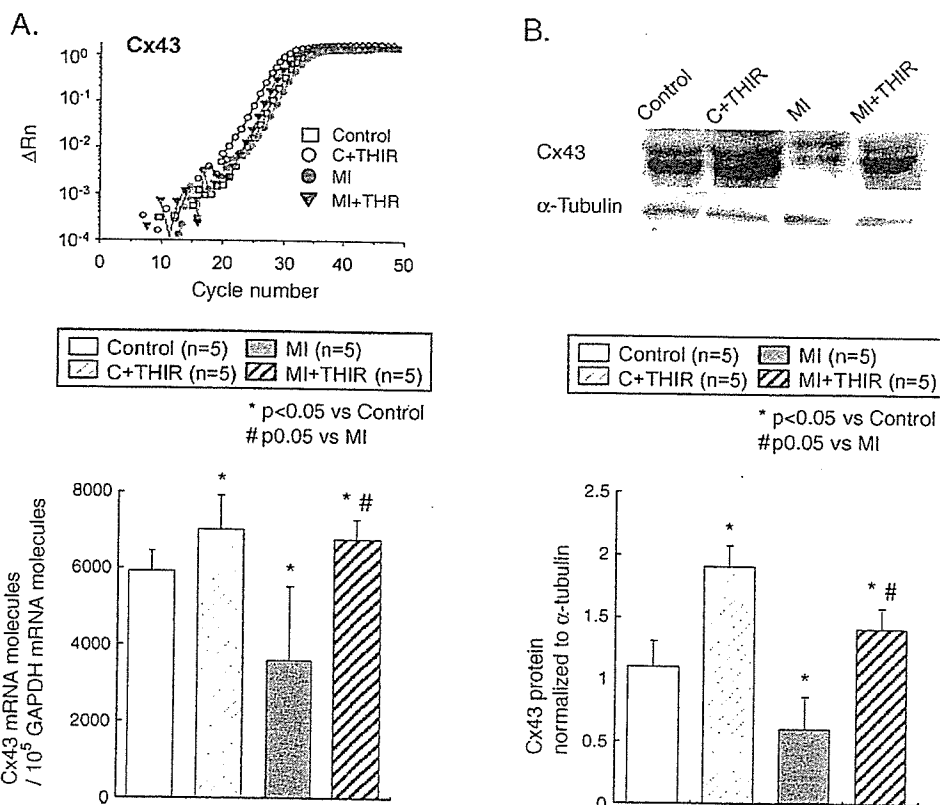 A.
Cx43
10⁰
10⁻¹
10⁻²
10⁻³
10⁻⁴
ΔRn
Control
C+THIR
MI
MI+THR
0 10 20 30 40 50
Cycle number
Control (n=5) MI (n=5)
C+THIR (n=5) MI+THIR (n=5)
* p<0.05 vs Control
# p0.05 vs MI
8000
6000
4000
2000
0
Cx43 mRNA molecules
/ 10⁵ GAPDH mRNA molecules
*
*
* #
B.
Control C+THIR MI MI+THIR
Cx43
α-Tubulin
Control (n=5) MI (n=5)
C+THIR (n=5) MI+THIR (n=5)
* p<0.05 vs Control
#p0.05 vs MI
2.5
2
1.5
1
0.5
0
Cx43 protein
normalized to α-tubulin
*
*
* #